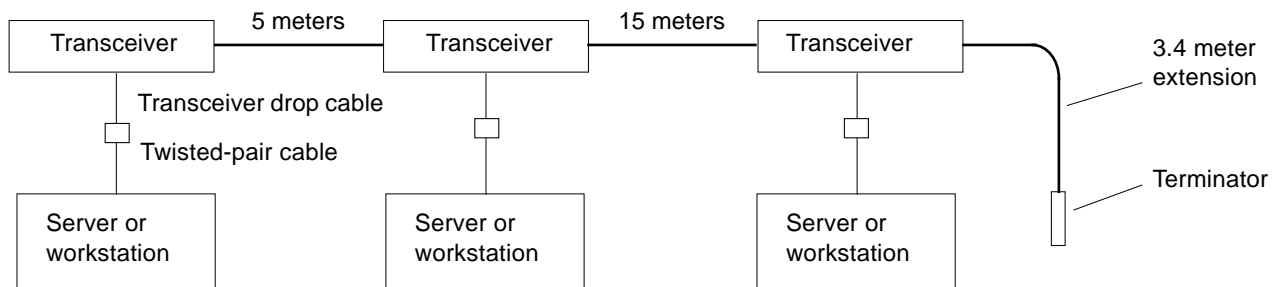 5 meters
15 meters
Transceiver
Transceiver
Transceiver
3.4 meter
extension
Transceiver drop cable
Twisted-pair cable
Terminator
Server or
workstation
Server or
workstation
Server or
workstation